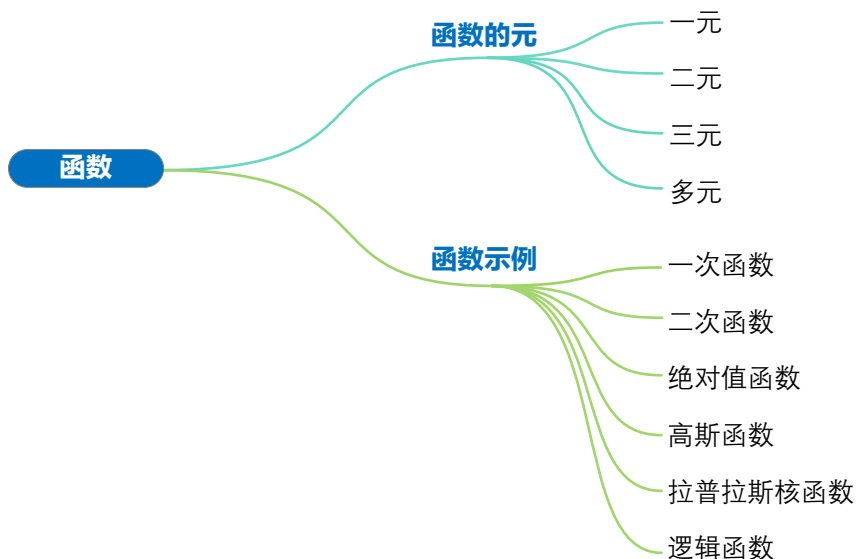 函数
函数的元
一元
二元
三元
多元
函数示例
一次函数
二次函数
绝对值函数
高斯函数
拉普拉斯核函数
逻辑函数